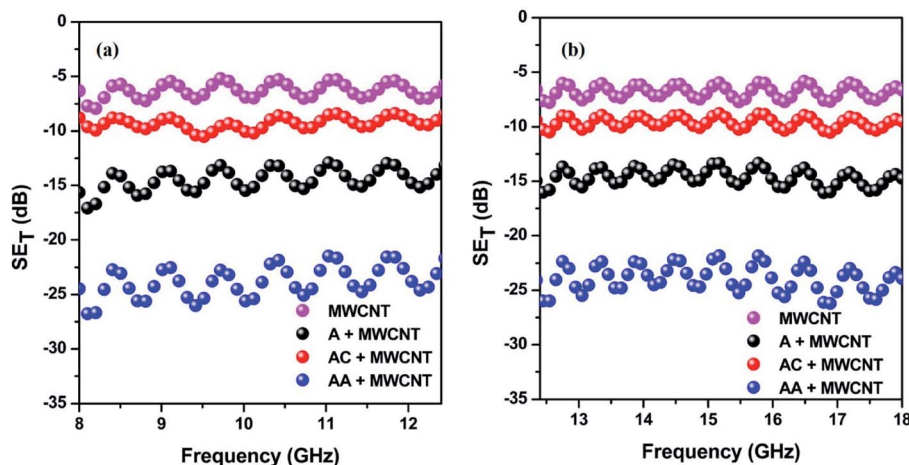 (a)
SET (dB)
0
-5
-10
-15
-20
-25
-30
-35
MWCNT
A + MWCNT
AC + MWCNT
AA + MWCNT
8 9 10 11 12
Frequency (GHz)
(b)
SET (dB)
0
-5
-10
-15
-20
-25
-30
-35
MWCNT
A + MWCNT
AC + MWCNT
AA + MWCNT
13 14 15 16 17 18
Frequency (GHz)